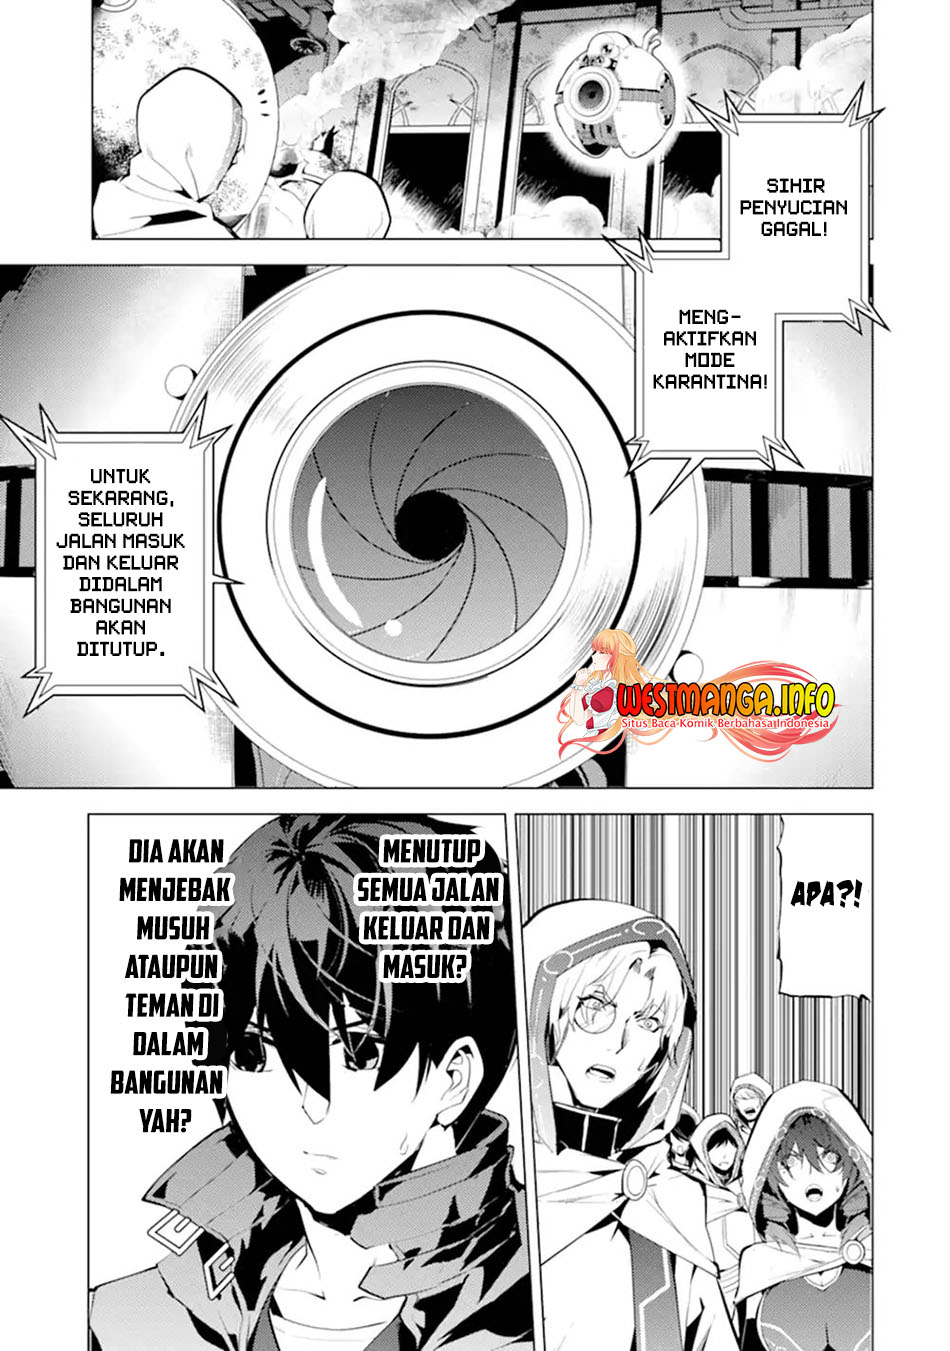 SIHIR
PENYUCIAN
GAGAL!
MENG-
AKTIFKAN
MODE
KARANTINA!
UNTUK
SEKARANG,
SELURUH
JALAN MASUK
DAN KELUAR
DIDALAM
BANGUNAN
AKAN
DITUTUP.
WESTMANGA.INFO
Situs Baca Komik Berbahasa Indonesia
APA?!
MENUTUP
SEMUA JALAN
KELUAR DAN
MASUK?
DIA AKAN
MENJEBAK
MUSUH
ATAUPUN
TEMAN DI
DALAM
BANGUNAN
YAH?